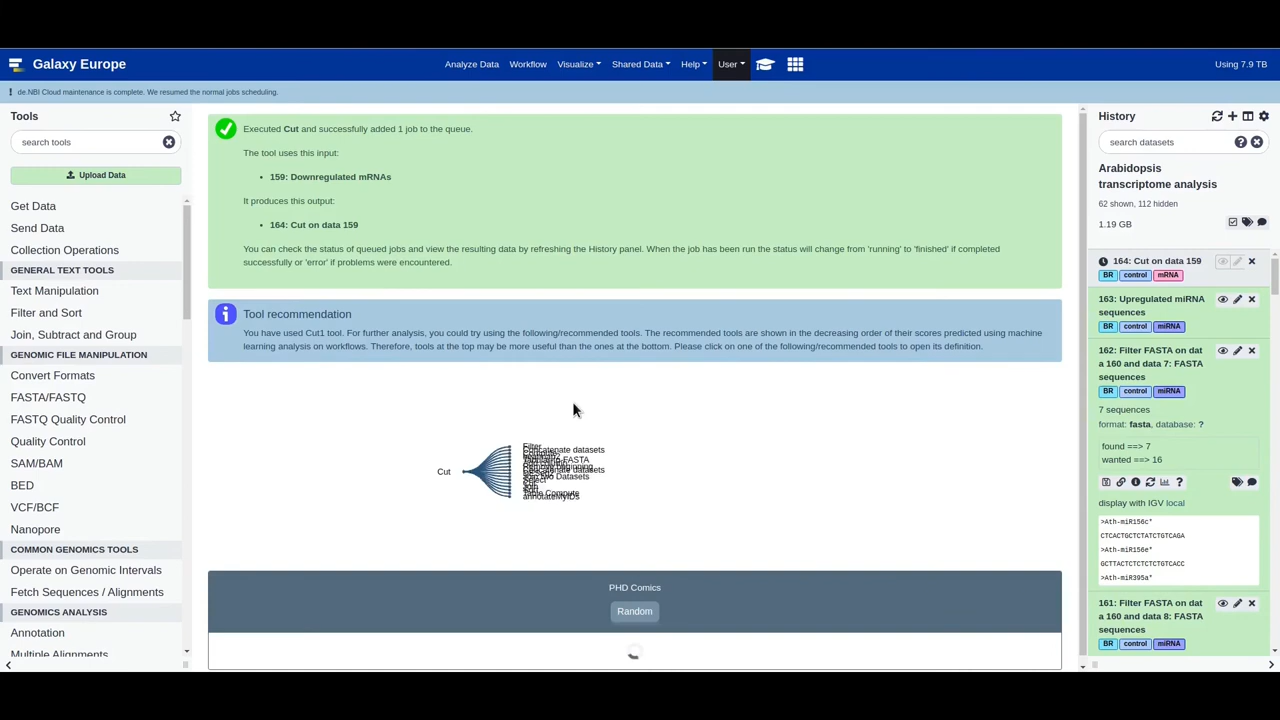 Galaxy Europe
Analyze Data Workflow Visualize Shared Data Help User
Using 7.9 TB
! de.NBI Cloud maintenance is complete. We resumed the normal jobs scheduling.
Tools
search tools
Upload Data
Get Data
Send Data
Collection Operations
GENERAL TEXT TOOLS
Text Manipulation
Filter and Sort
Join, Subtract and Group
GENOMIC FILE MANIPULATION
Convert Formats
FASTA/FASTQ
FASTQ Quality Control
Quality Control
SAM/BAM
BED
VCF/BCF
Nanopore
COMMON GENOMICS TOOLS
Operate on Genomic Intervals
Fetch Sequences / Alignments
GENOMICS ANALYSIS
Annotation
Multiple Alignments
Executed Cut and successfully added 1 job to the queue.
The tool uses this input:
• 159: Downregulated mRNAs
It produces this output:
• 164: Cut on data 159
You can check the status of queued jobs and view the resulting data by refreshing the History panel. When the job has been run the status will change from 'running' to 'finished' if completed
successfully or 'error' if problems were encountered.
Tool recommendation
You have used Cut1 tool. For further analysis, you could try using the following/recommended tools. The recommended tools are shown in the decreasing order of their scores predicted using machine
learning analysis on workflows. Therefore, tools at the top may be more useful than the ones at the bottom. Please click on one of the following/recommended tools to open its definition.
Cut
Filter
Concatenate datasets
Concatenate datasets
Select
Table Compute
annotateMyIDs
PHD Comics
Random
History
search datasets
Arabidopsis
transcriptome analysis
62 shown, 112 hidden
1.19 GB
164: Cut on data 159
BR control mRNA
163: Upregulated miRNA
sequences
BR control miRNA
162: Filter FASTA on dat
a 160 and data 7: FASTA
sequences
BR control miRNA
7 sequences
format: fasta, database: ?
found ==> 7
wanted ==> 16
display with IGV local
>Ath-miR156c*
CTCACTGCTCTATCTGTCAGA
>Ath-miR156e*
GCTTACTCTCTCTCTGTCACC
>Ath-miR395a*
161: Filter FASTA on dat
a 160 and data 8: FASTA
sequences
BR control miRNA